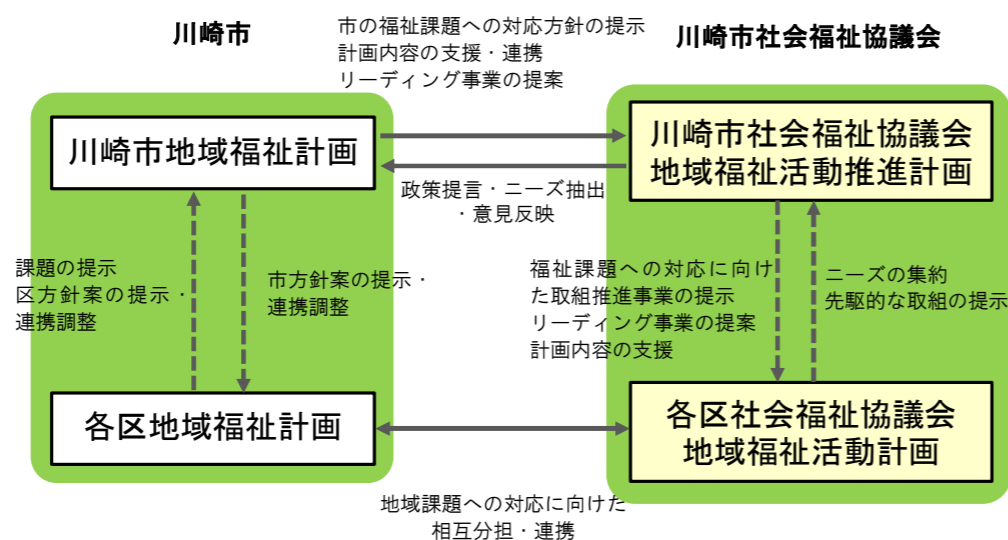 川崎市
市の福祉課題への対応方針の提示
計画内容の支援・連携
リーディング事業の提案
川崎市社会福祉協議会
川崎市地域福祉計画
川崎市社会福祉協議会
地域福祉活動推進計画
政策提言・ニーズ抽出
・意見反映
課題の提示
区方針案の提示・
連携調整
市方針案の提示・
連携調整
福祉課題への対応に向け
た取組推進事業の提示
リーディング事業の提案
計画内容の支援
ニーズの集約
先駆的な取組の提示
各区地域福祉計画
各区社会福祉協議会
地域福祉活動計画
地域課題への対応に向けた
相互分担・連携